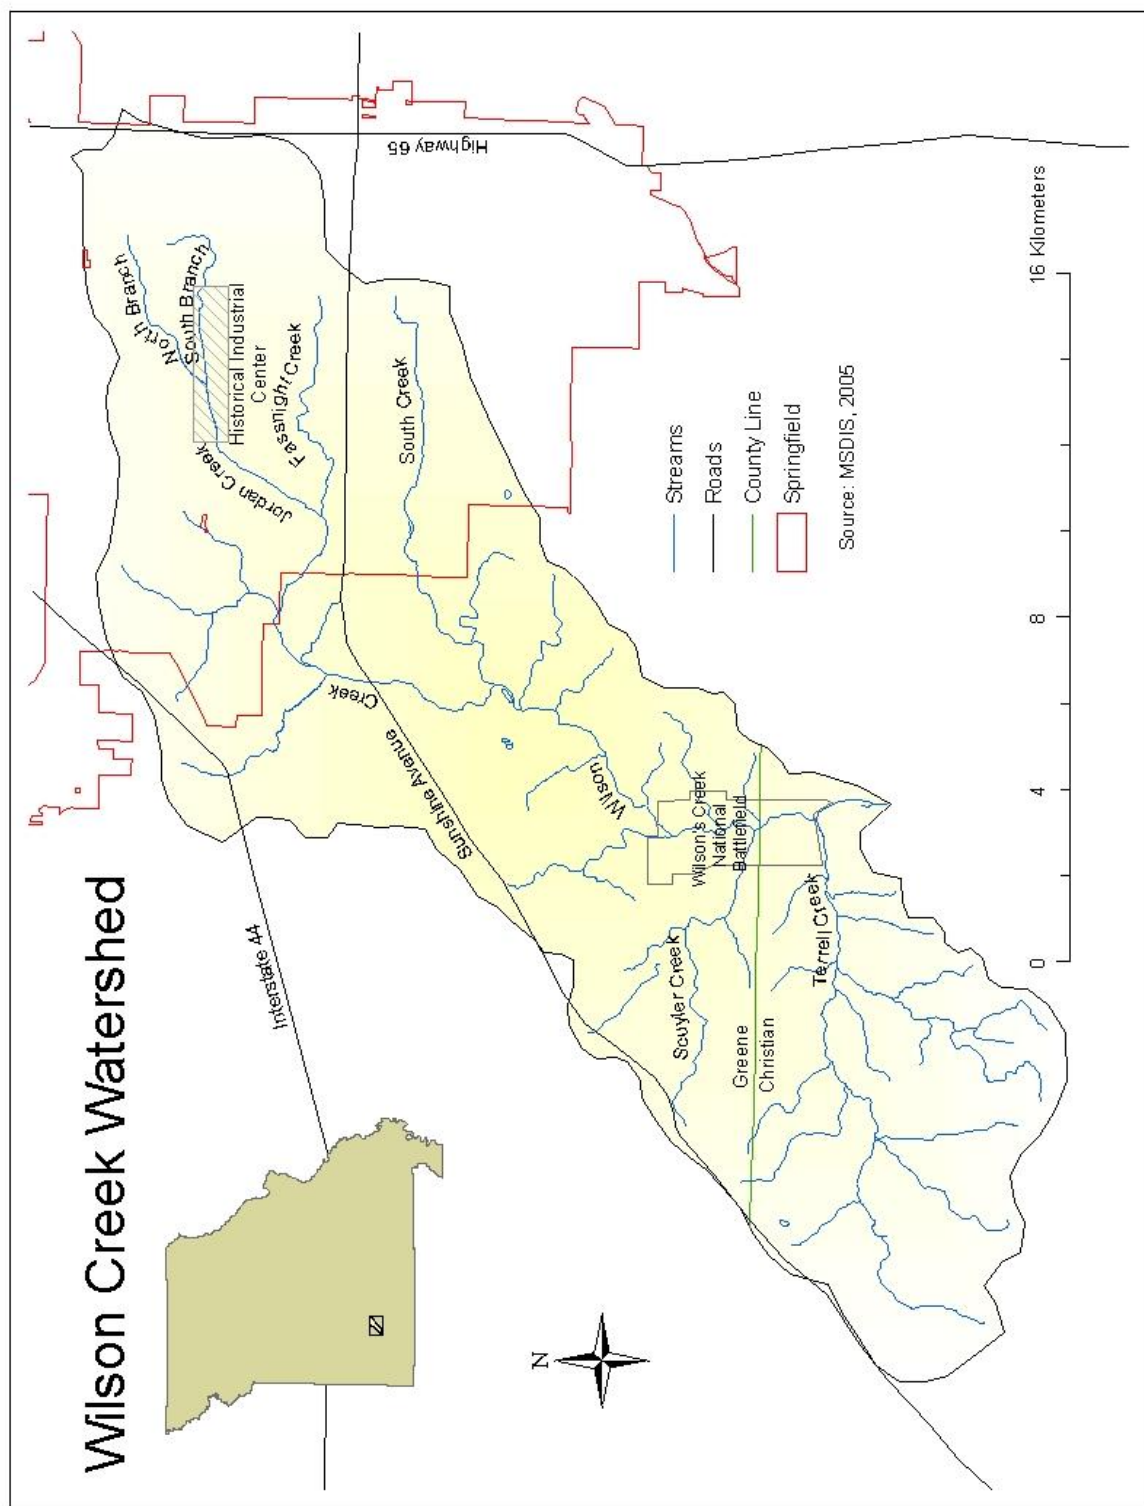 Wilson Creek Watershed
Interstate 44
Highway 65
North Branch
South Branch
Historical Industrial
Center
Jordan Creek
Fassnight Creek
South Creek
Creek
Sunshine Avenue
Wilson
Wilson's Creek
National
Battlefield
Scuyler Creek
Greene
Christian
Terrell Creek
N
Streams
Roads
County Line
Springfield
Source: MSDIS, 2005
0 4 8 16 Kilometers